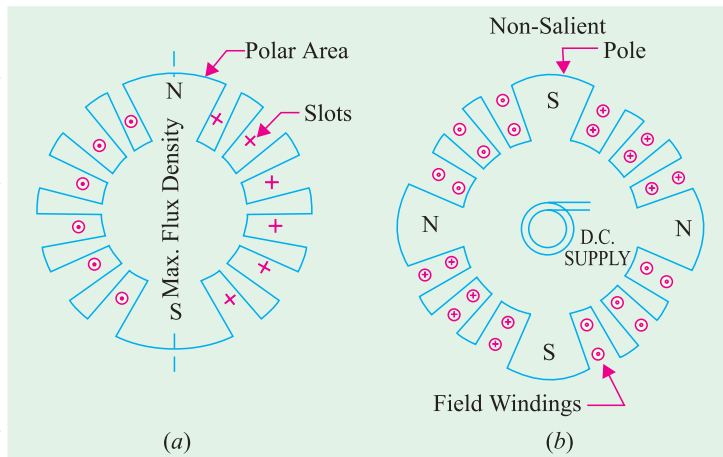 Polar Area
N
Slots
Max. Flux Density
S
(a)
Non-Salient
Pole
S
N
N
D.C.
SUPPLY
S
Field Windings
(b)